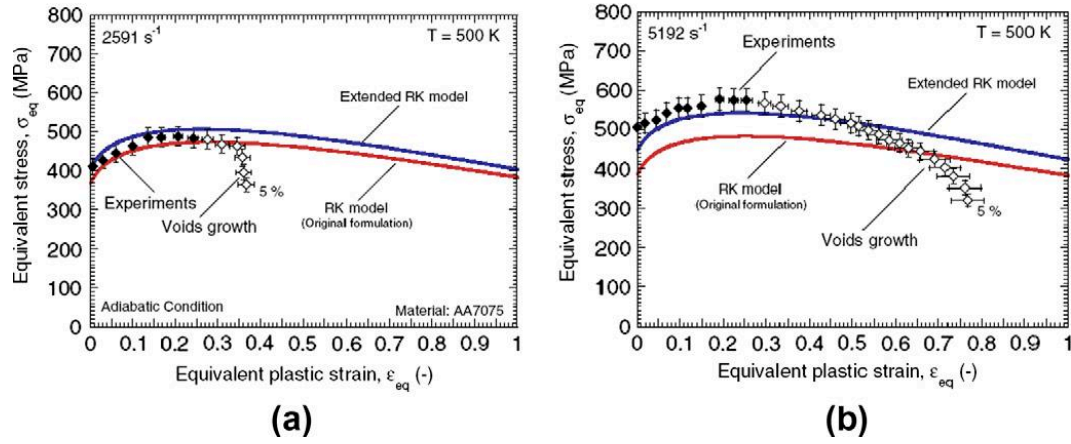 800
700
600
500
400
300
200
100
0
Equivalent stress, σeq (MPa)
2591 s-1
T = 500 K
Extended RK model
Experiments
5 %
Voids growth
RK model
(Original formulation)
Adiabatic Condition
Material: AA7075
0 0.1 0.2 0.3 0.4 0.5 0.6 0.7 0.8 0.9 1
Equivalent plastic strain, εeq (-)
(a)
800
700
600
500
400
300
200
100
0
Equivalent stress, σeq (MPa)
5192 s-1
T = 500 K
Experiments
Extended RK model
RK model
(Original formulation)
5 %
Voids growth
0 0.1 0.2 0.3 0.4 0.5 0.6 0.7 0.8 0.9 1
Equivalent plastic strain, εeq (-)
(b)